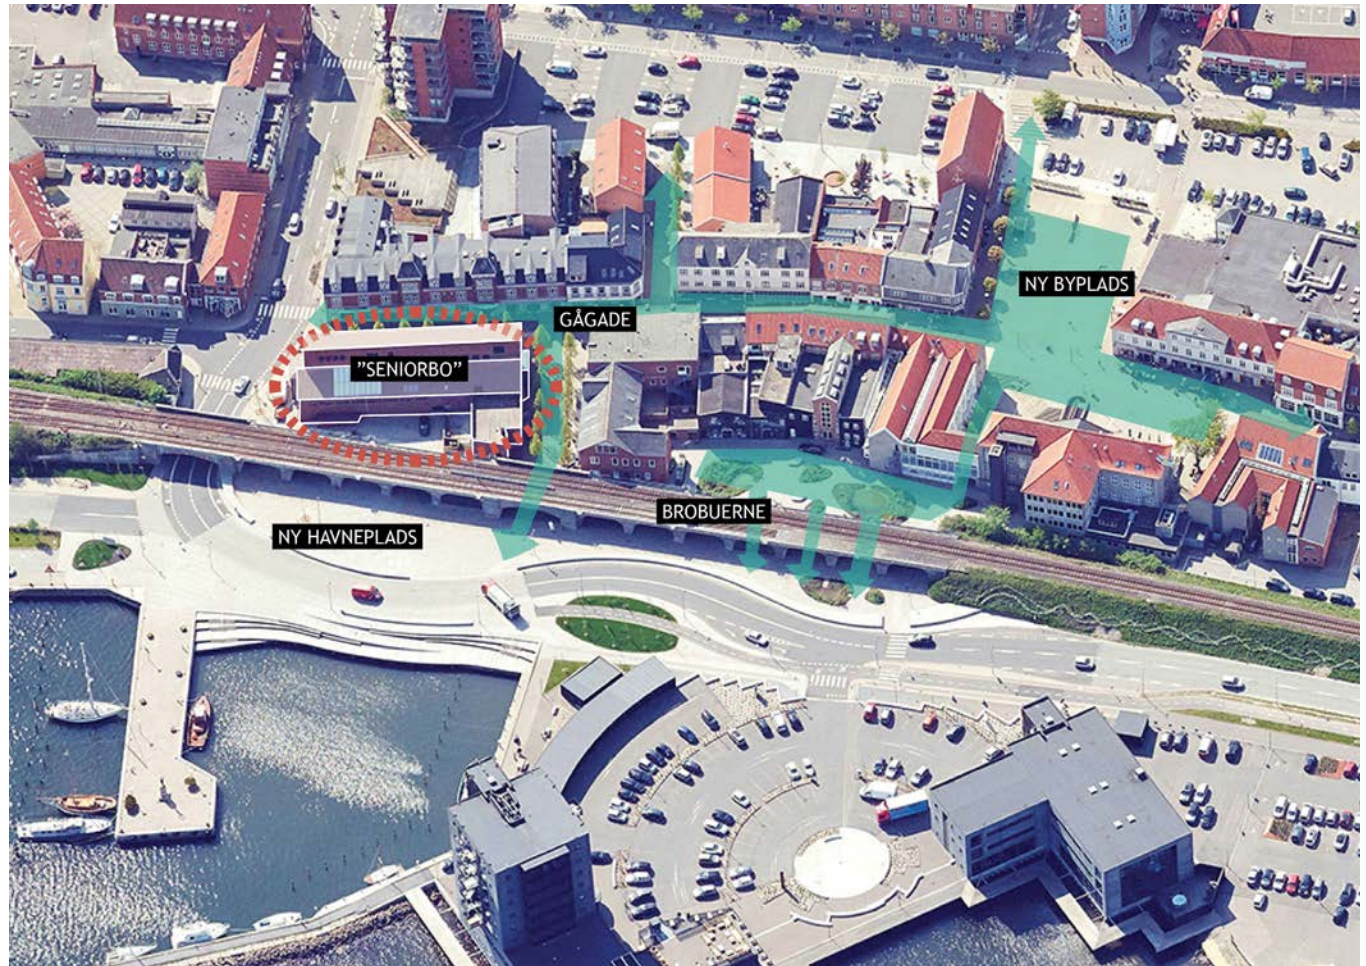 NY BYPLADS
GÅGADE
"SENIORBO"
BROBUERNE
NY HAVNEPLADS